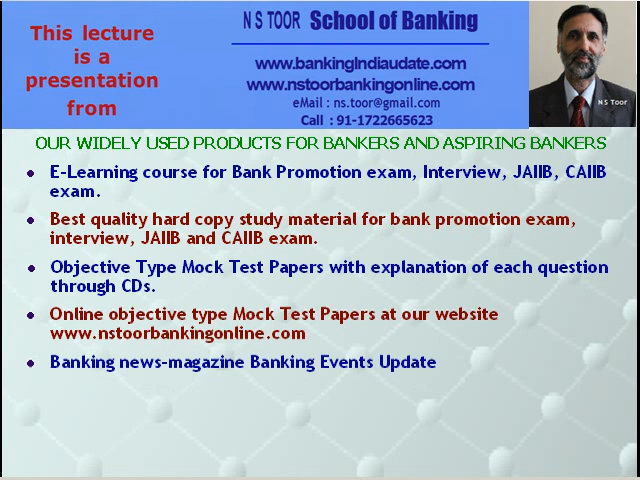 This lecture
is a
presentation
from
N S TOOR School of Banking
www.bankingIndiaudate.com
www.nstoorbankingonline.com
eMail : ns.toor@gmail.com
Call : 91-1722665623
N S Toor
OUR WIDELY USED PRODUCTS FOR BANKERS AND ASPIRING BANKERS
• E-Learning course for Bank Promotion exam, Interview, JAIIB, CAIIB
exam.
• Best quality hard copy study material for bank promotion exam,
interview, JAIIB and CAIIB exam.
• Objective Type Mock Test Papers with explanation of each question
through CDs.
• Online objective type Mock Test Papers at our website
www.nstoorbankingonline.com
• Banking news-magazine Banking Events Update